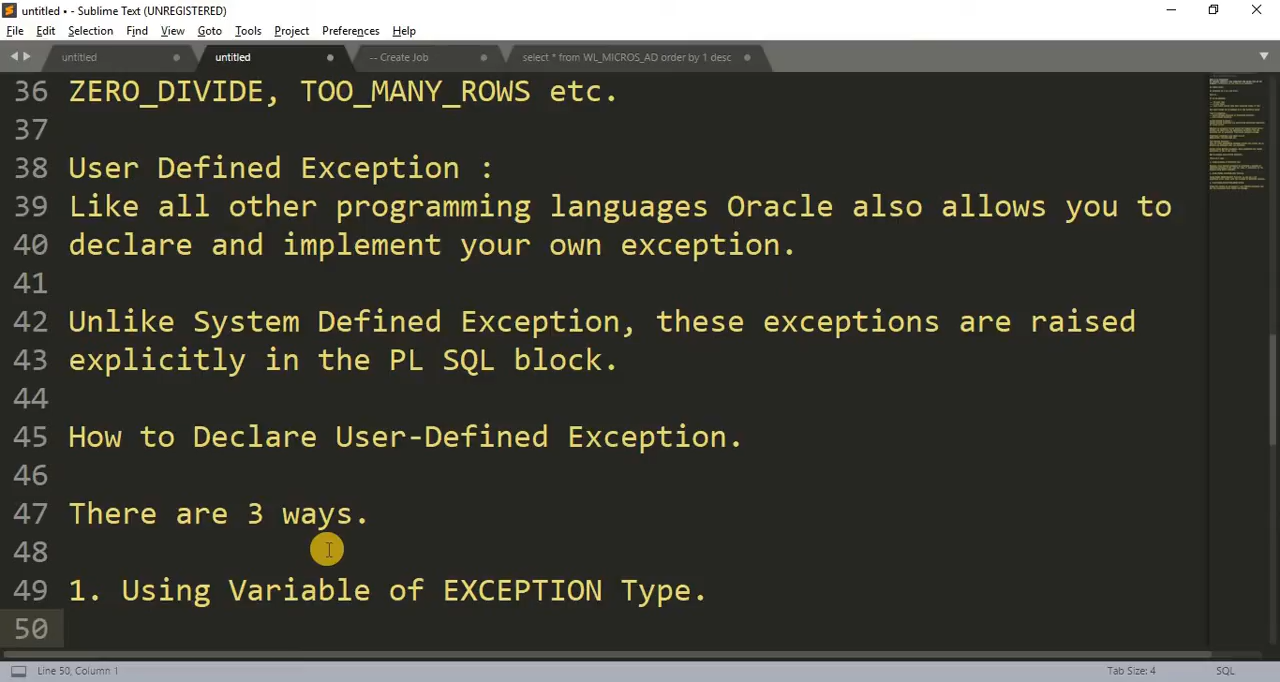 untitled • - Sublime Text (UNREGISTERED)
File Edit Selection Find View Goto Tools Project Preferences Help
untitled untitled -- Create Job select * from WL_MICROS_AD order by 1 desc
36 ZERO_DIVIDE, TOO_MANY_ROWS etc.
37
38 User Defined Exception :
39 Like all other programming languages Oracle also allows you to
40 declare and implement your own exception.
41
42 Unlike System Defined Exception, these exceptions are raised
43 explicitly in the PL SQL block.
44
45 How to Declare User-Defined Exception.
46
47 There are 3 ways.
48
49 1. Using Variable of EXCEPTION Type.
50
Line 50, Column 1 Tab Size: 4 SQL